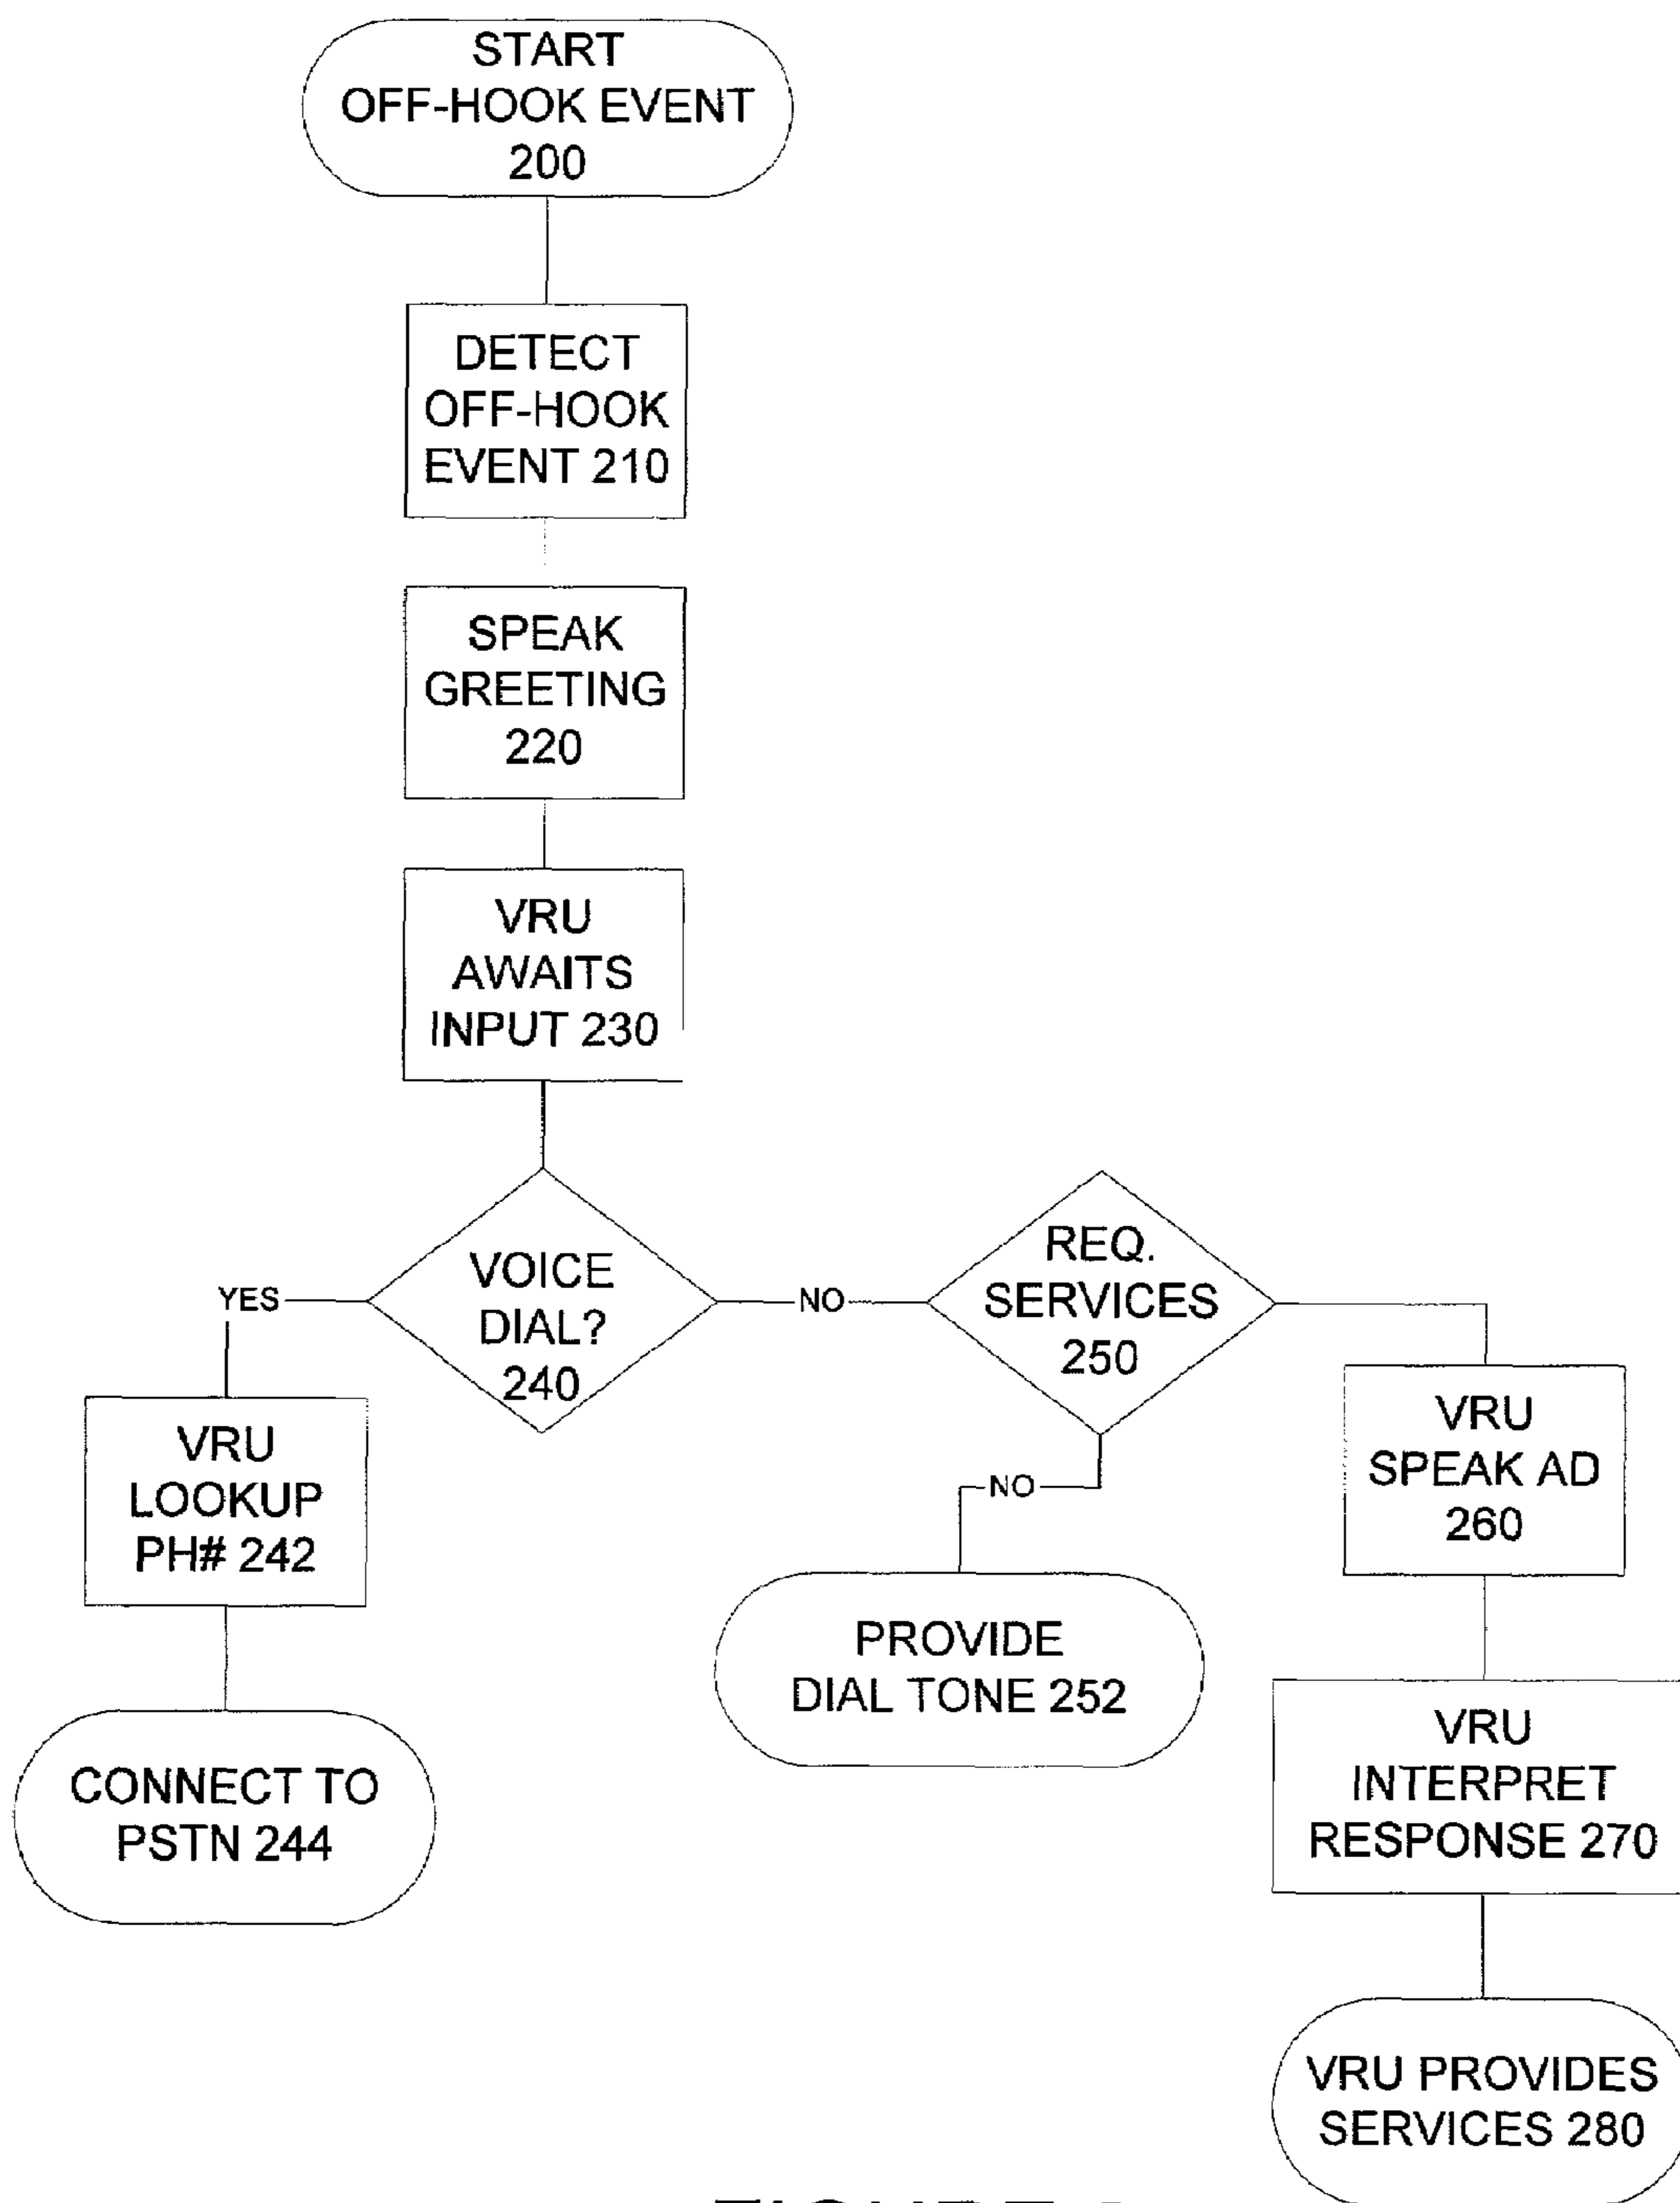 START
OFF-HOOK EVENT
200
DETECT
OFF-HOOK
EVENT 210
SPEAK
GREETING
220
VRU
AWAITS
INPUT 230
VOICE
DIAL?
240
YES
NO
REQ.
SERVICES
250
NO
VRU
LOOKUP
PH# 242
CONNECT TO
PSTN 244
PROVIDE
DIAL TONE 252
VRU
SPEAK AD
260
VRU
INTERPRET
RESPONSE 270
VRU PROVIDES
SERVICES 280